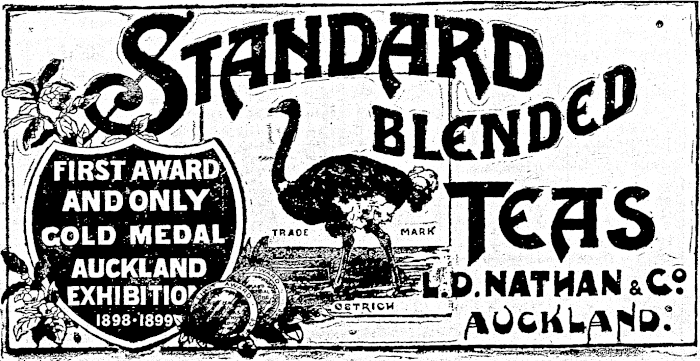 STANDARD
BLENDED
TEAS
L.D. NATHAN & Co.
AUCKLAND.
FIRST AWARD
AND ONLY
GOLD MEDAL
AUCKLAND
EXHIBITION
1898-1899
TRADE MARK
OSTRICH